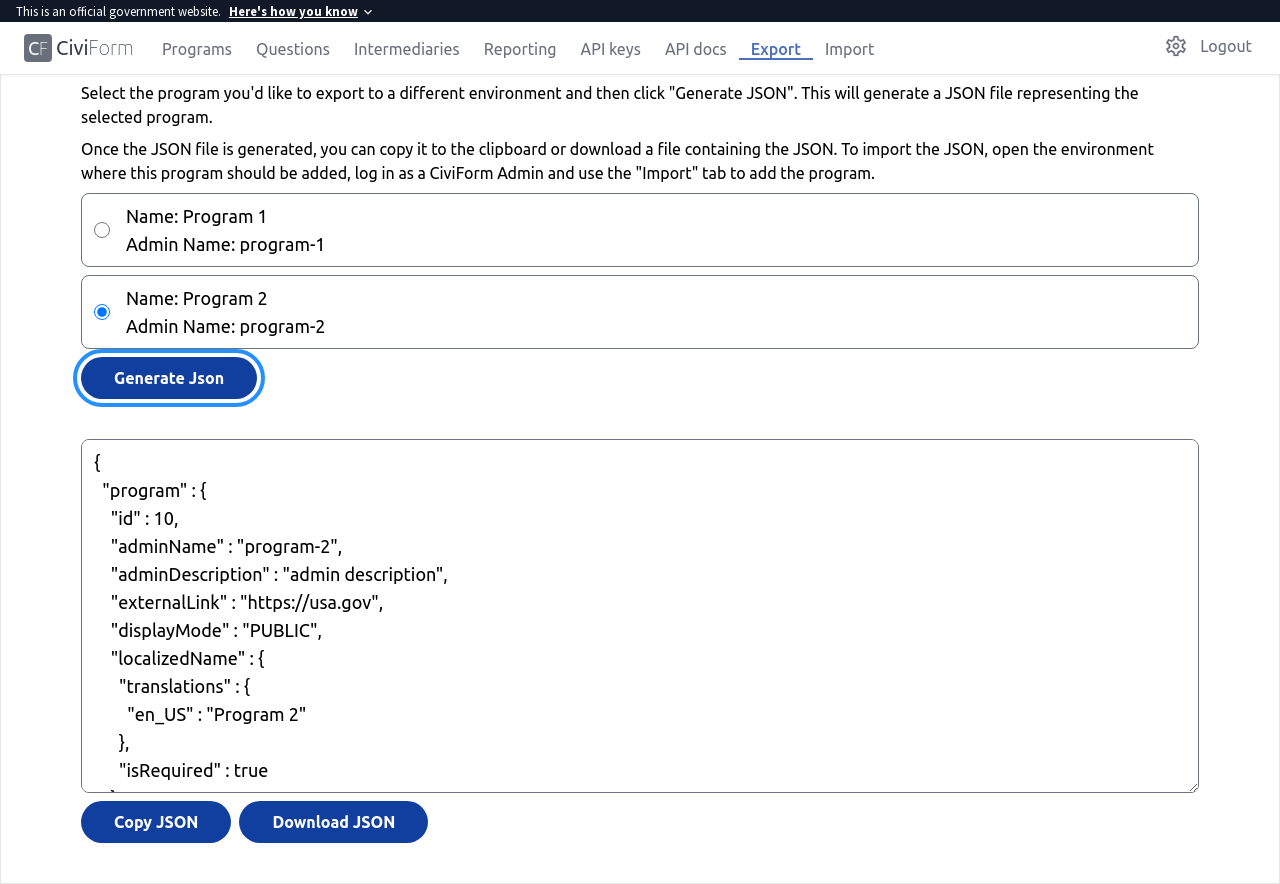 This is an official government website. Here's how you know
CF CiviForm Programs Questions Intermediaries Reporting API keys API docs Export Import Logout
Select the program you'd like to export to a different environment and then click "Generate JSON". This will generate a JSON file representing the
selected program.
Once the JSON file is generated, you can copy it to the clipboard or download a file containing the JSON. To import the JSON, open the environment
where this program should be added, log in as a CiviForm Admin and use the "Import" tab to add the program.
Name: Program 1
Admin Name: program-1
Name: Program 2
Admin Name: program-2
Generate Json
{
"program" : {
"id" : 10,
"adminName" : "program-2",
"adminDescription" : "admin description",
"externalLink" : "https://usa.gov",
"displayMode" : "PUBLIC",
"localizedName" : {
"translations" : {
"en_US" : "Program 2"
},
"isRequired" : true
Copy JSON Download JSON